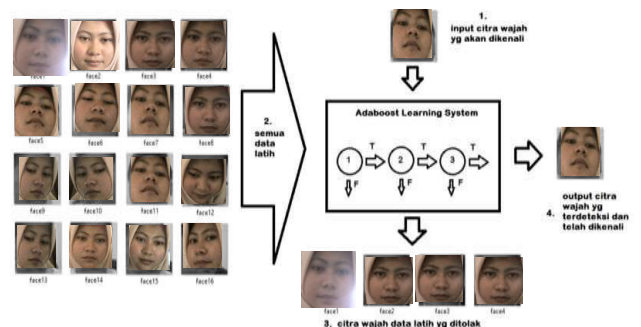 1.
input citra wajah
yg akan dikenali
face1
face2
face3
face4
face5
face6
face7
face8
face9
face10
face11
face12
face13
face14
face15
face16
2.
semua
data
latih
Adaboost Learning System
1 T 2 T 3 T
F F F
output citra
wajah yg
4. terdeteksi dan
telah dikenali
face1
face2
face3
face4
3. citra wajah data latih yg ditolak